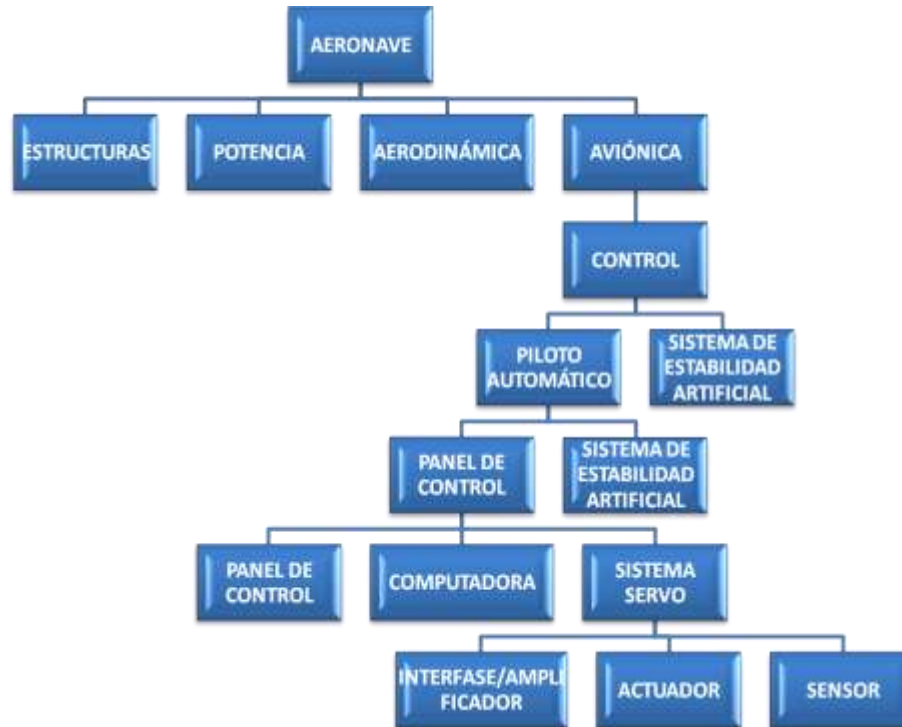 AERONAVE
ESTRUCTURAS
POTENCIA
AERODINÁMICA
AVIÓNICA
CONTROL
PILOTO
AUTOMÁTICO
SISTEMA DE
ESTABILIDAD
ARTIFICIAL
PANEL DE
CONTROL
SISTEMA DE
ESTABILIDAD
ARTIFICIAL
PANEL DE
CONTROL
COMPUTADORA
SISTEMA
SERVO
INTERFASE/AMPLI
FICADOR
ACTUADOR
SENSOR